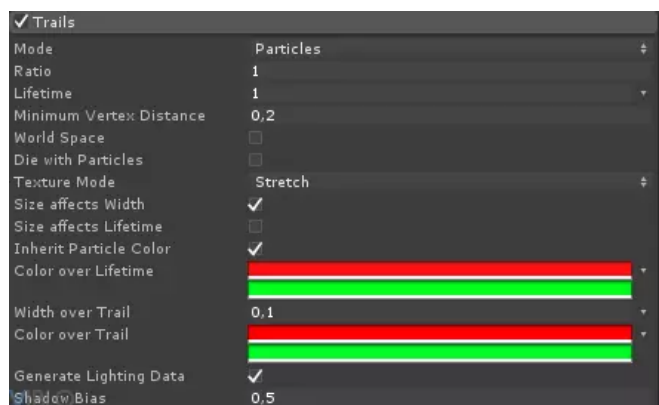 Trails
Mode Particles
Ratio 1
Lifetime 1
Minimum Vertex Distance 0,2
World Space
Die with Particles
Texture Mode Stretch
Size affects Width
Size affects Lifetime
Inherit Particle Color
Color over Lifetime
Width over Trail 0,1
Color over Trail
Generate Lighting Data
Shadow Bias 0,5